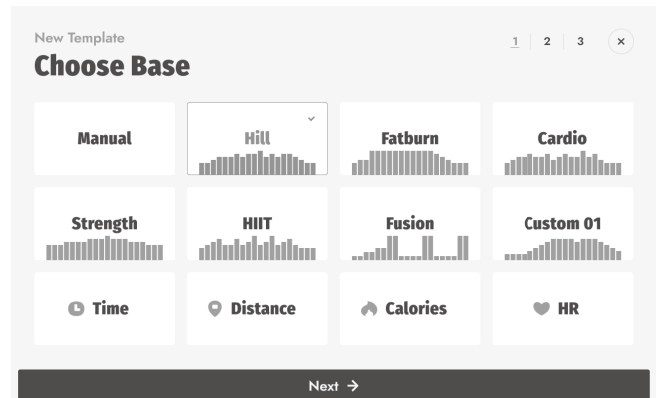 New Template
Choose Base
1 2 3
Manual
Hill
Fatburn
Cardio
Strength
HIIT
Fusion
Custom 01
Time
Distance
Calories
HR
Next →